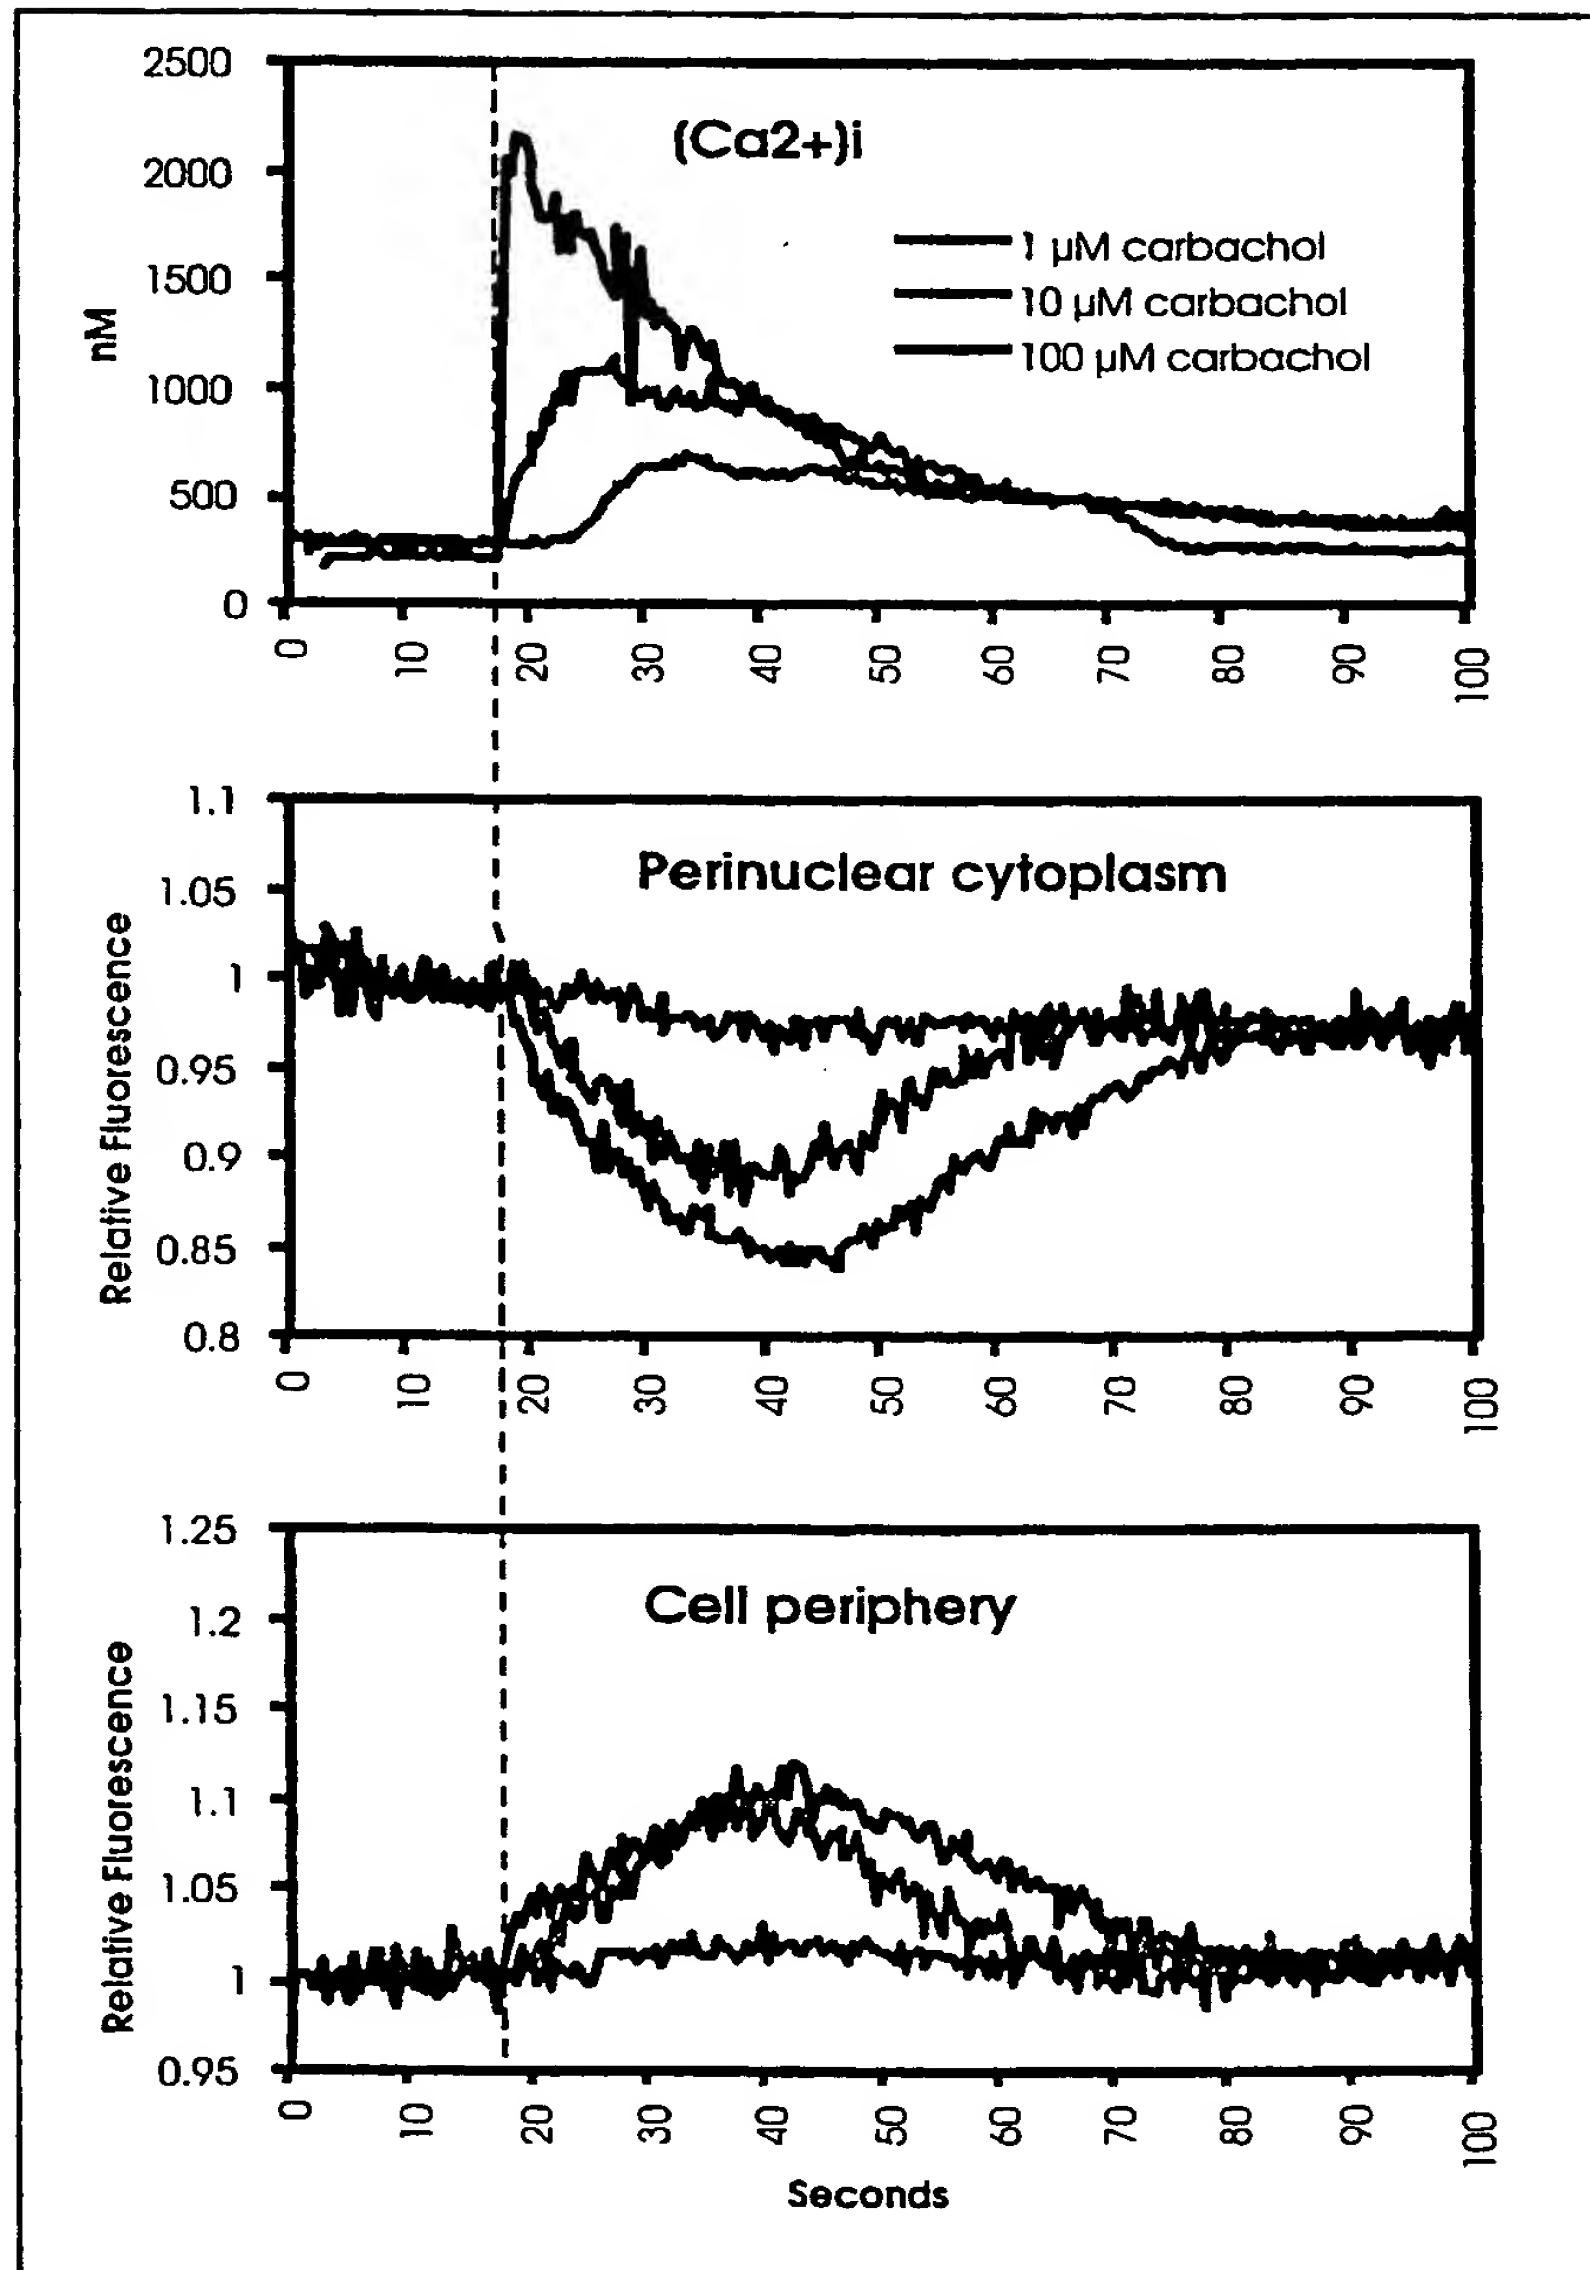 2500
(Ca2+)i
2000
1 µM carbachol
1500
10 µM carbachol
nM
100 µM carbachol
1000
500
0
0 10 20 30 40 50 60 70 80 90 100
1.1
Perinuclear cytoplasm
1.05
1
Relative Fluorescence
0.95
0.9
0.85
0.8
0 10 20 30 40 50 60 70 80 90 100
1.25
Cell periphery
1.2
1.15
Relative Fluorescence
1.1
1.05
1
0.95
0 10 20 30 40 50 60 70 80 90 100
Seconds